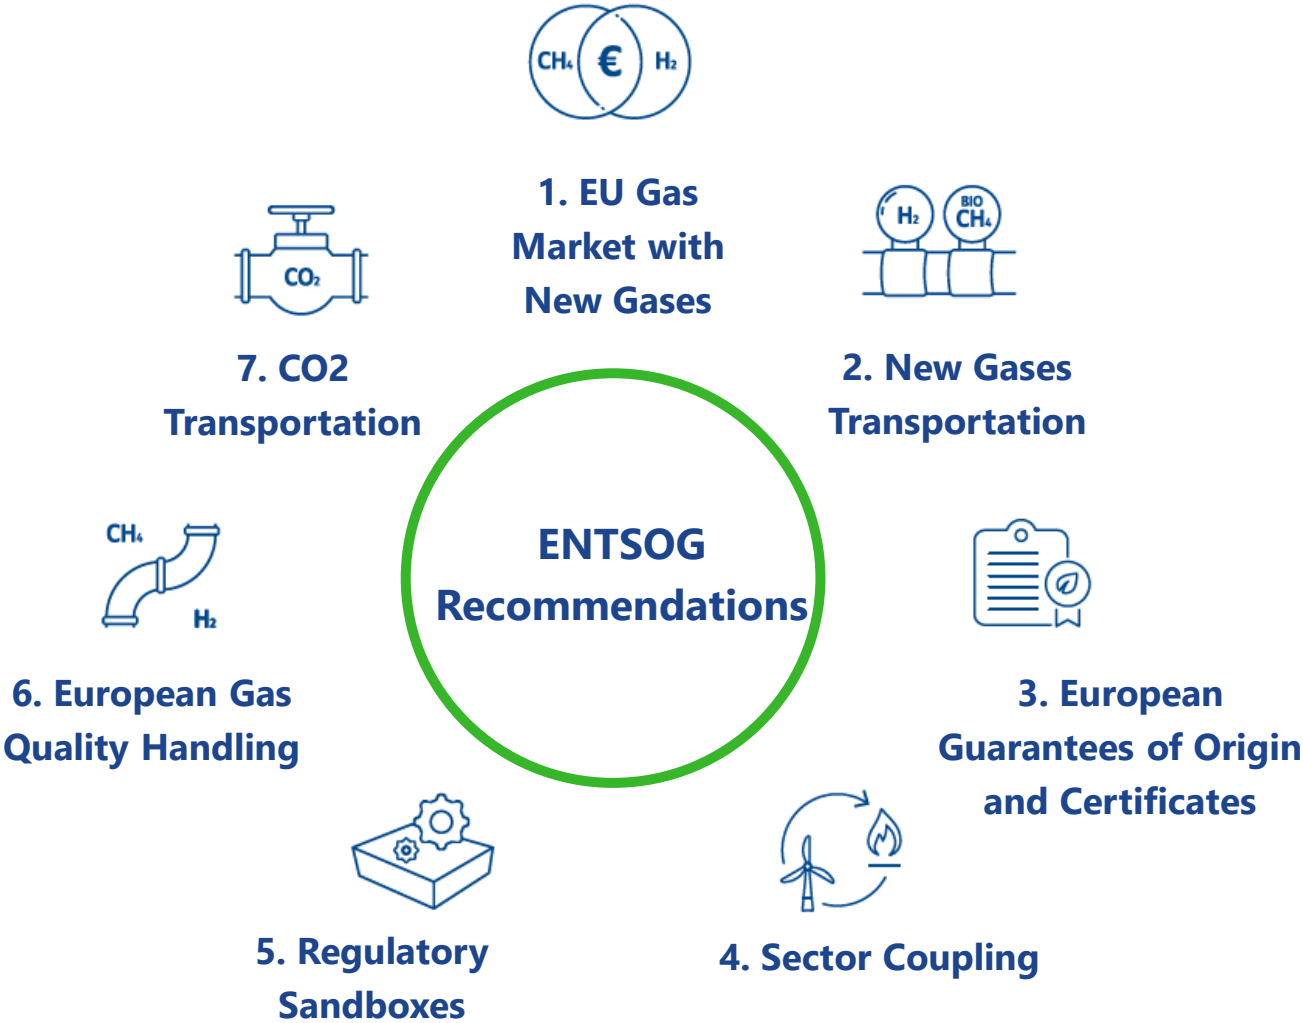 CH₄ € H₂
1. EU Gas
Market with
New Gases
H₂
BIO
CH₄
2. New Gases
Transportation
3. European
Guarantees of Origin
and Certificates
4. Sector Coupling
5. Regulatory
Sandboxes
CH₄
H₂
6. European Gas
Quality Handling
CO₂
7. CO2
Transportation
ENTSOG
Recommendations